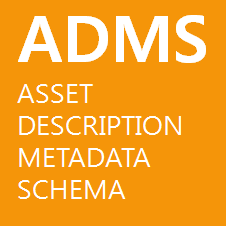 ADMS
ASSET
DESCRIPTION
METADATA
SCHEMA